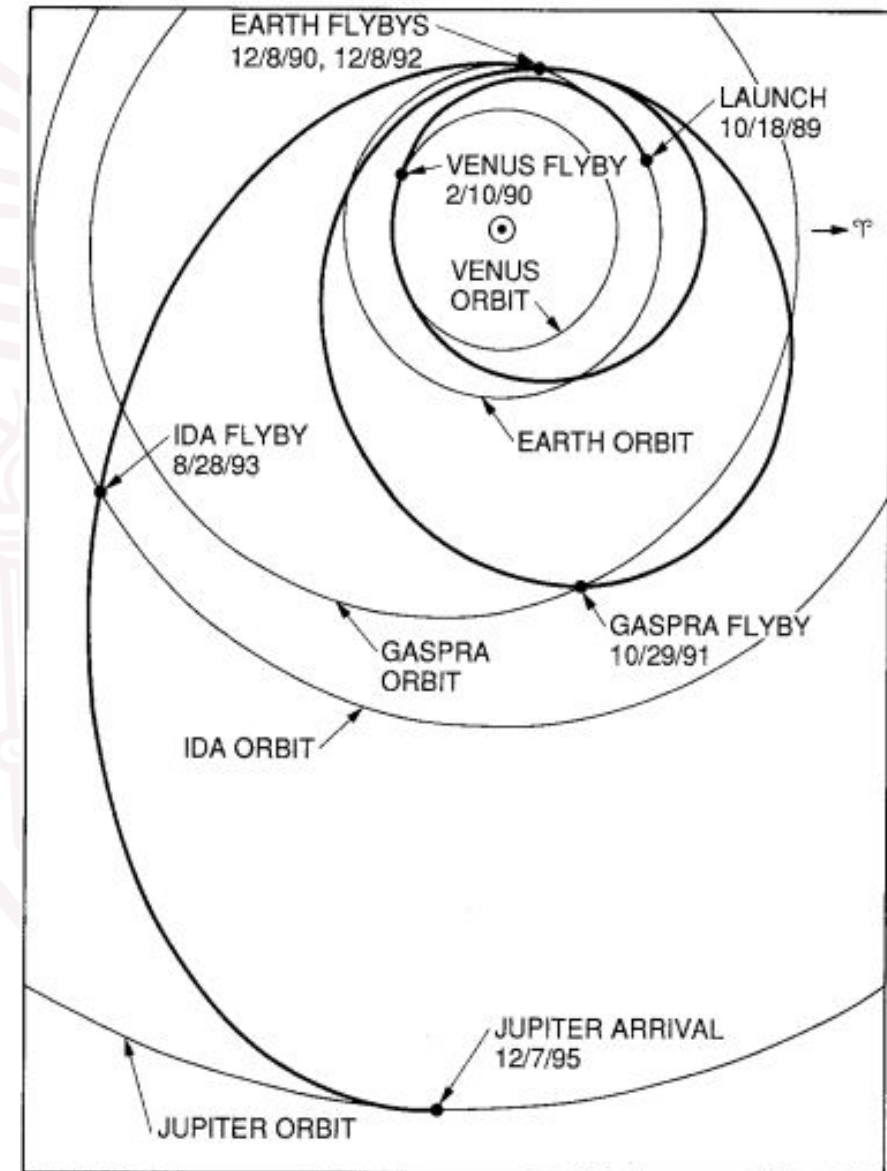 EARTH FLYBYS
12/8/90, 12/8/92
LAUNCH
10/18/89
VENUS FLYBY
2/10/90
♈
VENUS
ORBIT
EARTH ORBIT
IDA FLYBY
8/28/93
GASPRA FLYBY
10/29/91
GASPRA
ORBIT
IDA ORBIT
JUPITER ARRIVAL
12/7/95
JUPITER ORBIT